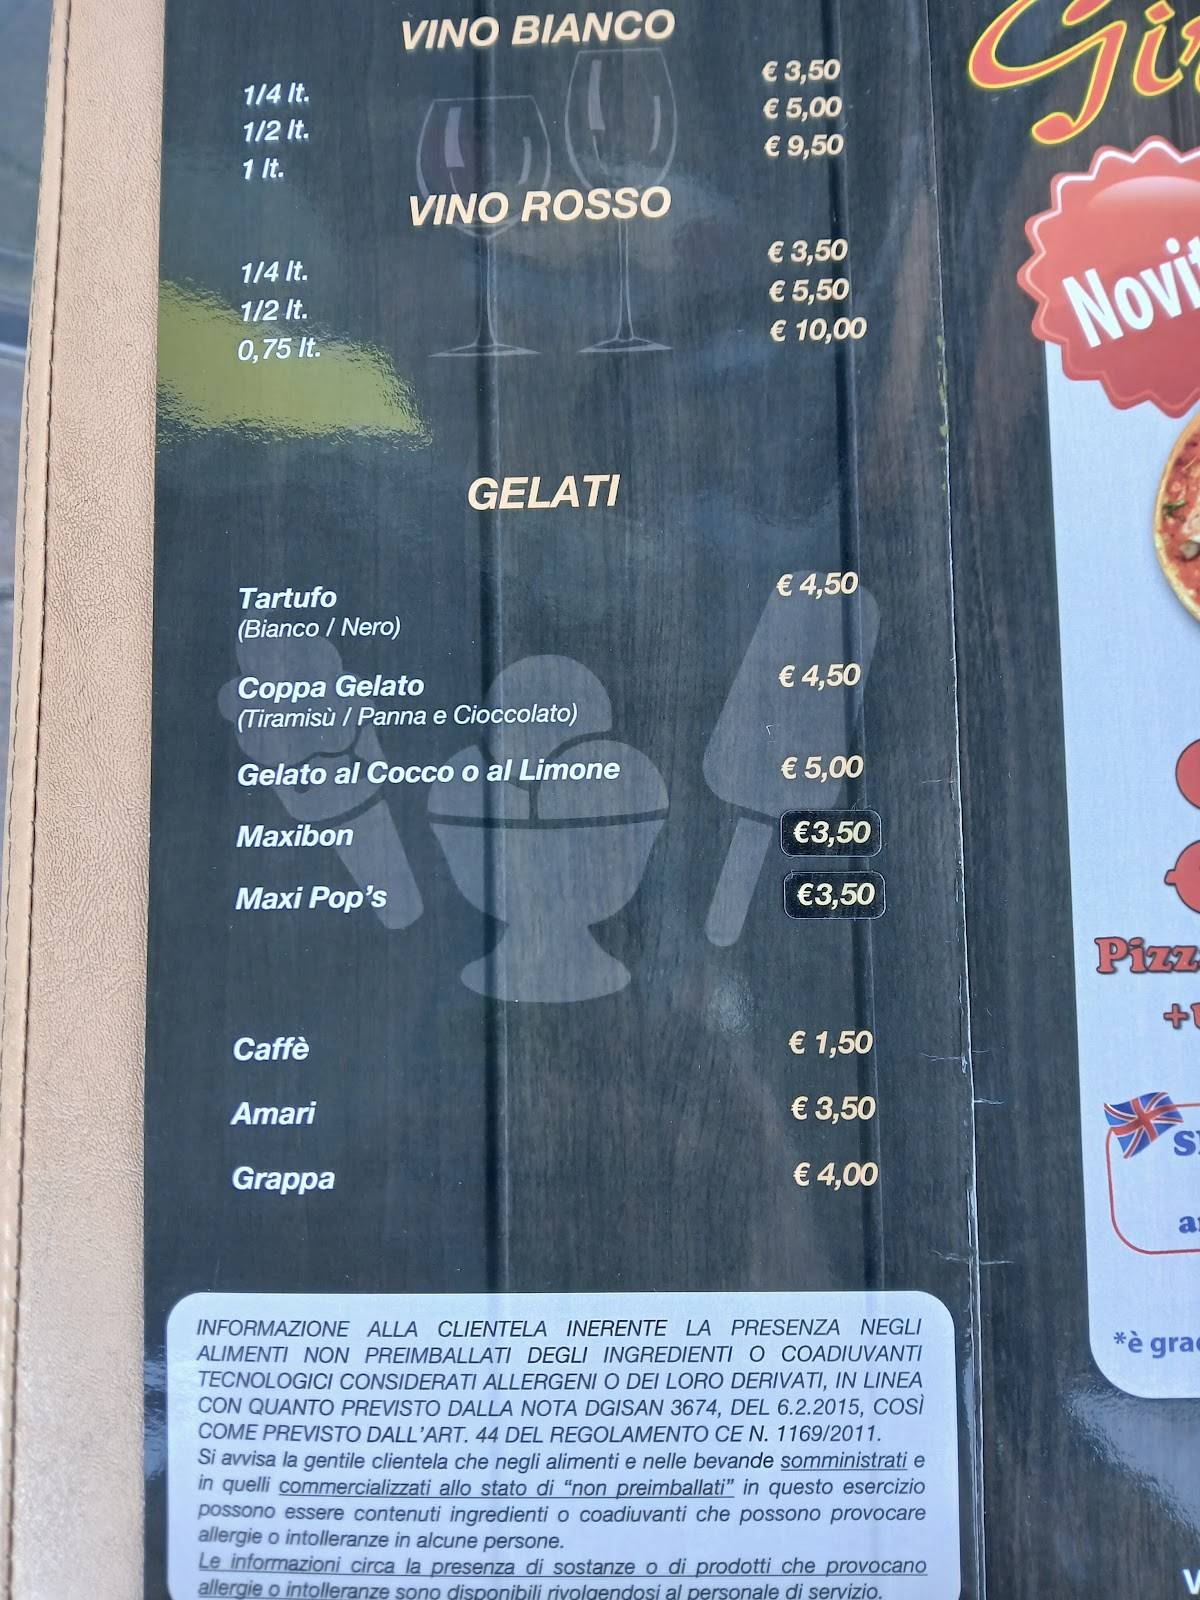 VINO BIANCO
1/4 lt. € 3,50
1/2 lt. € 5,00
1 lt. € 9,50
VINO ROSSO
1/4 lt. € 3,50
1/2 lt. € 5,50
0,75 lt. € 10,00
GELATI
Tartufo € 4,50
(Bianco / Nero)
Coppa Gelato € 4,50
(Tiramisù / Panna e Cioccolato)
Gelato al Cocco o al Limone € 5,00
Maxibon €3,50
Maxi Pop's €3,50
Caffè € 1,50
Amari € 3,50
Grappa € 4,00
INFORMAZIONE ALLA CLIENTELA INERENTE LA PRESENZA NEGLI
ALIMENTI NON PREIMBALLATI DEGLI INGREDIENTI O COADIUVANTI
TECNOLOGICI CONSIDERATI ALLERGENI O DEI LORO DERIVATI, IN LINEA
CON QUANTO PREVISTO DALLA NOTA DGISAN 3674, DEL 6.2.2015, COSÌ
COME PREVISTO DALL'ART. 44 DEL REGOLAMENTO CE N. 1169/2011.
Si avvisa la gentile clientela che negli alimenti e nelle bevande somministrati e
in quelli commercializzati allo stato di "non preimballati" in questo esercizio
possono essere contenuti ingredienti o coadiuvanti che possono provocare
allergie o intolleranze in alcune persone.
Le informazioni circa la presenza di sostanze o di prodotti che provocano
allergie o intolleranze sono disponibili rivolgendosi al personale di servizio.
Novit
Pizz
*è gra